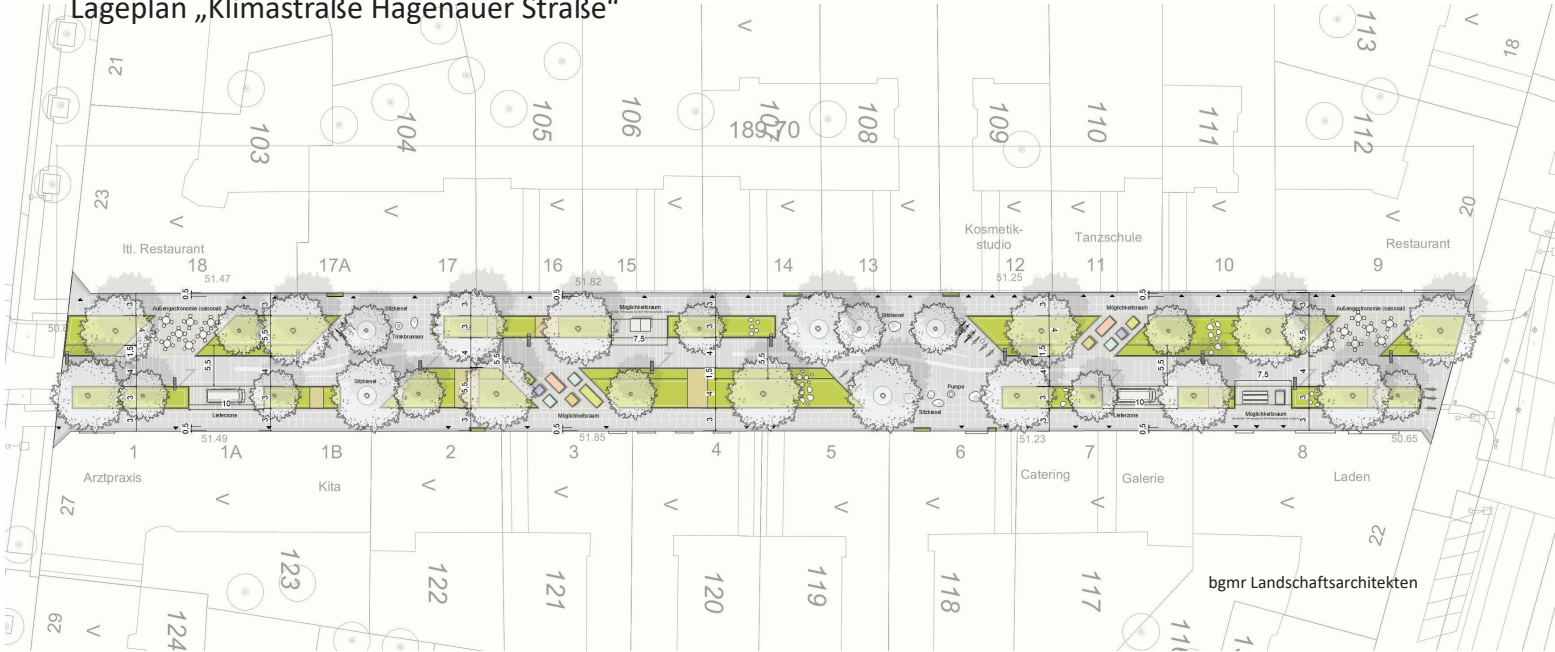 Lageplan „Klimastraße Hagenauer Straße“
113
18
21
103
104
105
106
107
189,70
108
109
110
111
112
23
20
Itl. Restaurant
Kosmetik-
studio
Tanzschule
Restaurant
18
17A
17
16
15
14
13
12
11
10
9
51.47
51.82
51.25
Außengastronomie (saisonal)
Sitzkiesel
Trinkbrunnen
Möglichkeitsraum
7,5
Sitzkiesel
Möglichkeitsraum
Außengastronomie (saisonal)
Sitzkiesel
10
Lieferzone
Möglichkeitsraum
Pumpe
Sitzkiesel
10
Lieferzone
7,5
Möglichkeitsraum
51.49
51.85
51.23
50.65
1
1A
1B
2
3
4
5
6
7
8
Arztpraxis
Kita
Catering
Galerie
Laden
27
22
123
122
121
120
119
118
117
bgmr Landschaftsarchitekten
29
124